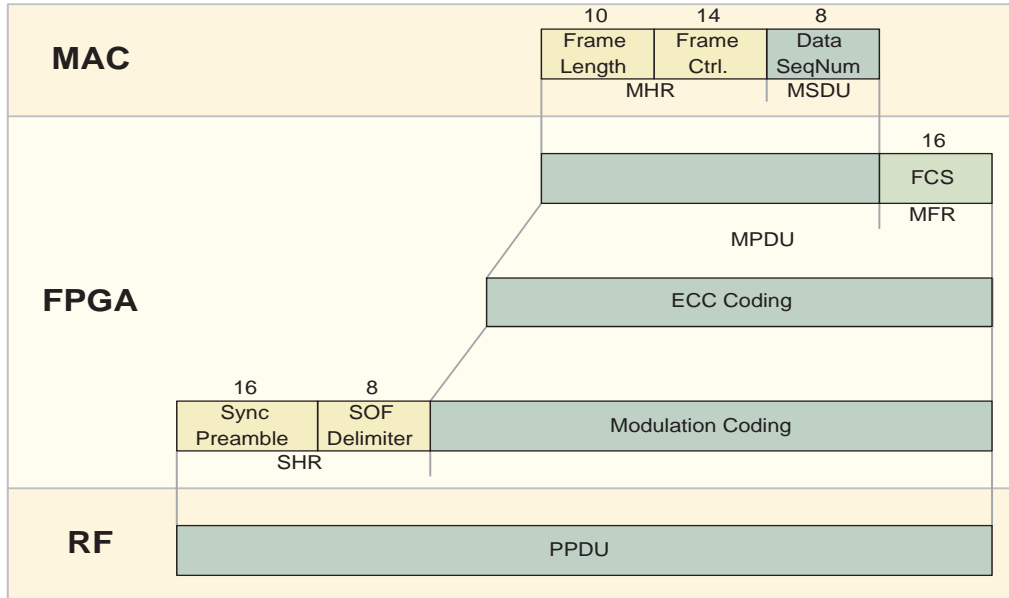 10 14 8
MAC
Frame Length
Frame Ctrl.
Data SeqNum
MHR MSDU
16
FCS
MFR
MPDU
FPGA
ECC Coding
16 8
Sync Preamble
SOF Delimiter
Modulation Coding
SHR
RF
PPDU